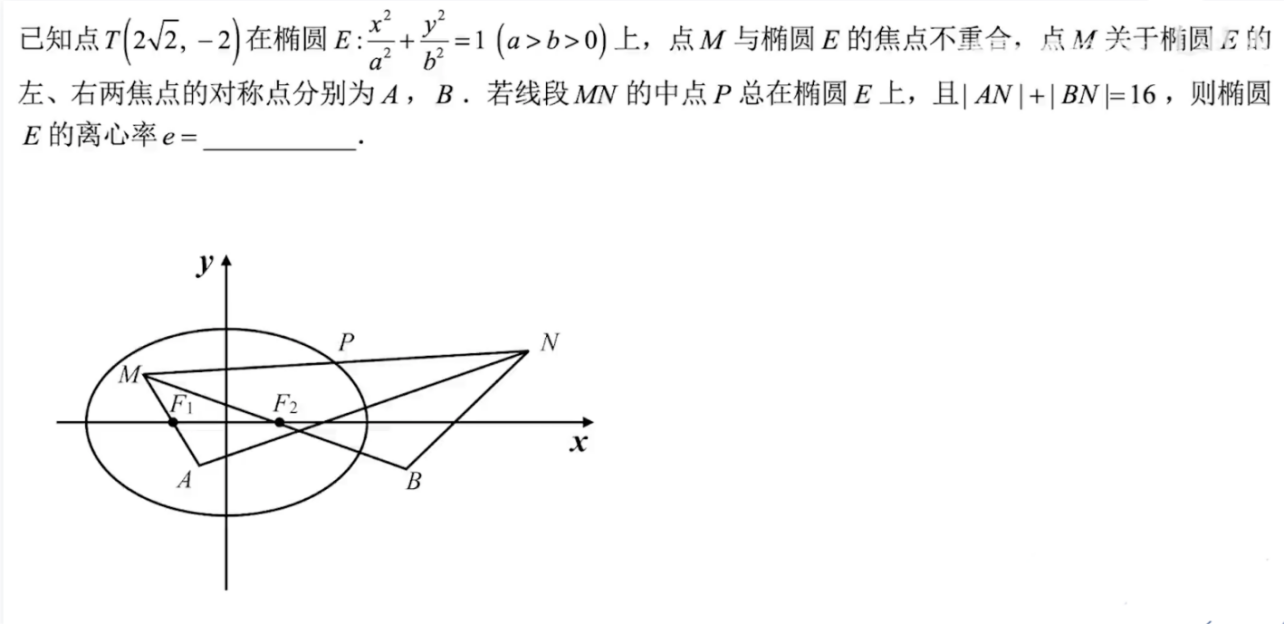 已知点T(2√2, −2)在椭圆E:x²/a²+y²/b²=1 (a>b>0)上，点M与椭圆E的焦点不重合，点M关于椭圆E的
左、右两焦点的对称点分别为A，B．若线段MN的中点P总在椭圆E上，且|AN|+|BN|=16，则椭圆
E的离心率e=__________．
y
P
N
M
F₁
F₂
x
A
B